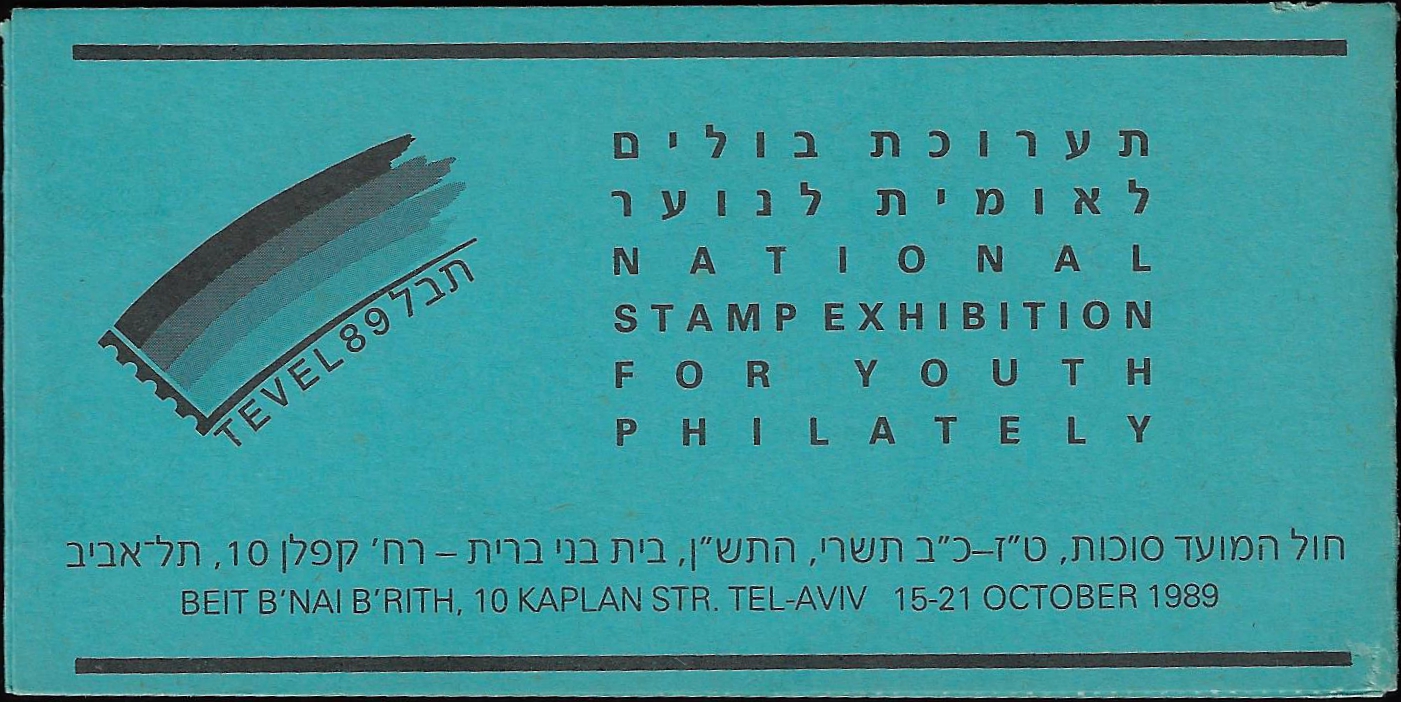 תבל TEVEL 89
תערוכת בולים
לאומית לנוער
NATIONAL
STAMP EXHIBITION
FOR YOUTH
PHILATELY
חול המועד סוכות, ט"ז–כ"ב תשרי, התש"ן, בית בני ברית – רח' קפלן 10, תל־אביב
BEIT B'NAI B'RITH, 10 KAPLAN STR. TEL-AVIV 15-21 OCTOBER 1989